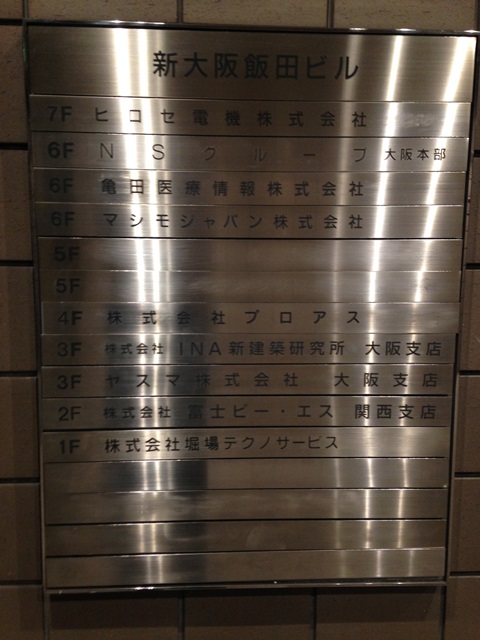 新大阪飯田ビル
7F ヒロセ電機株式会社
6F NSグループ 大阪本部
6F 亀田医療情報株式会社
6F マシモジャパン株式会社
5F
5F
4F 株式会社プロアス
3F 株式会社 INA新建築研究所 大阪支店
3F ヤスマ株式会社 大阪支店
2F 株式会社 富士ピー・エス 関西支店
1F 株式会社堀場テクノサービス